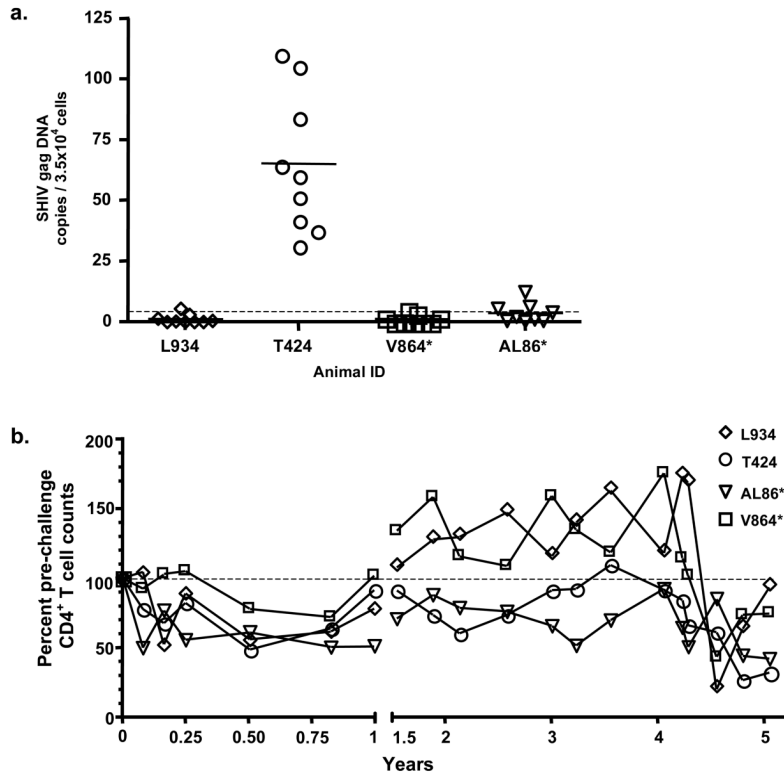 a.
125
100
75
50
25
0
SHIV gag DNA
copies / 3.5x10⁴ cells
L934 T424 V864* AL86*
Animal ID
b.
200
150
100
50
0
Percent pre-challenge
CD4⁺ T cell counts
L934
T424
AL86*
V864*
0 0.25 0.50 0.75 1 1.5 2 3 4 5
Years